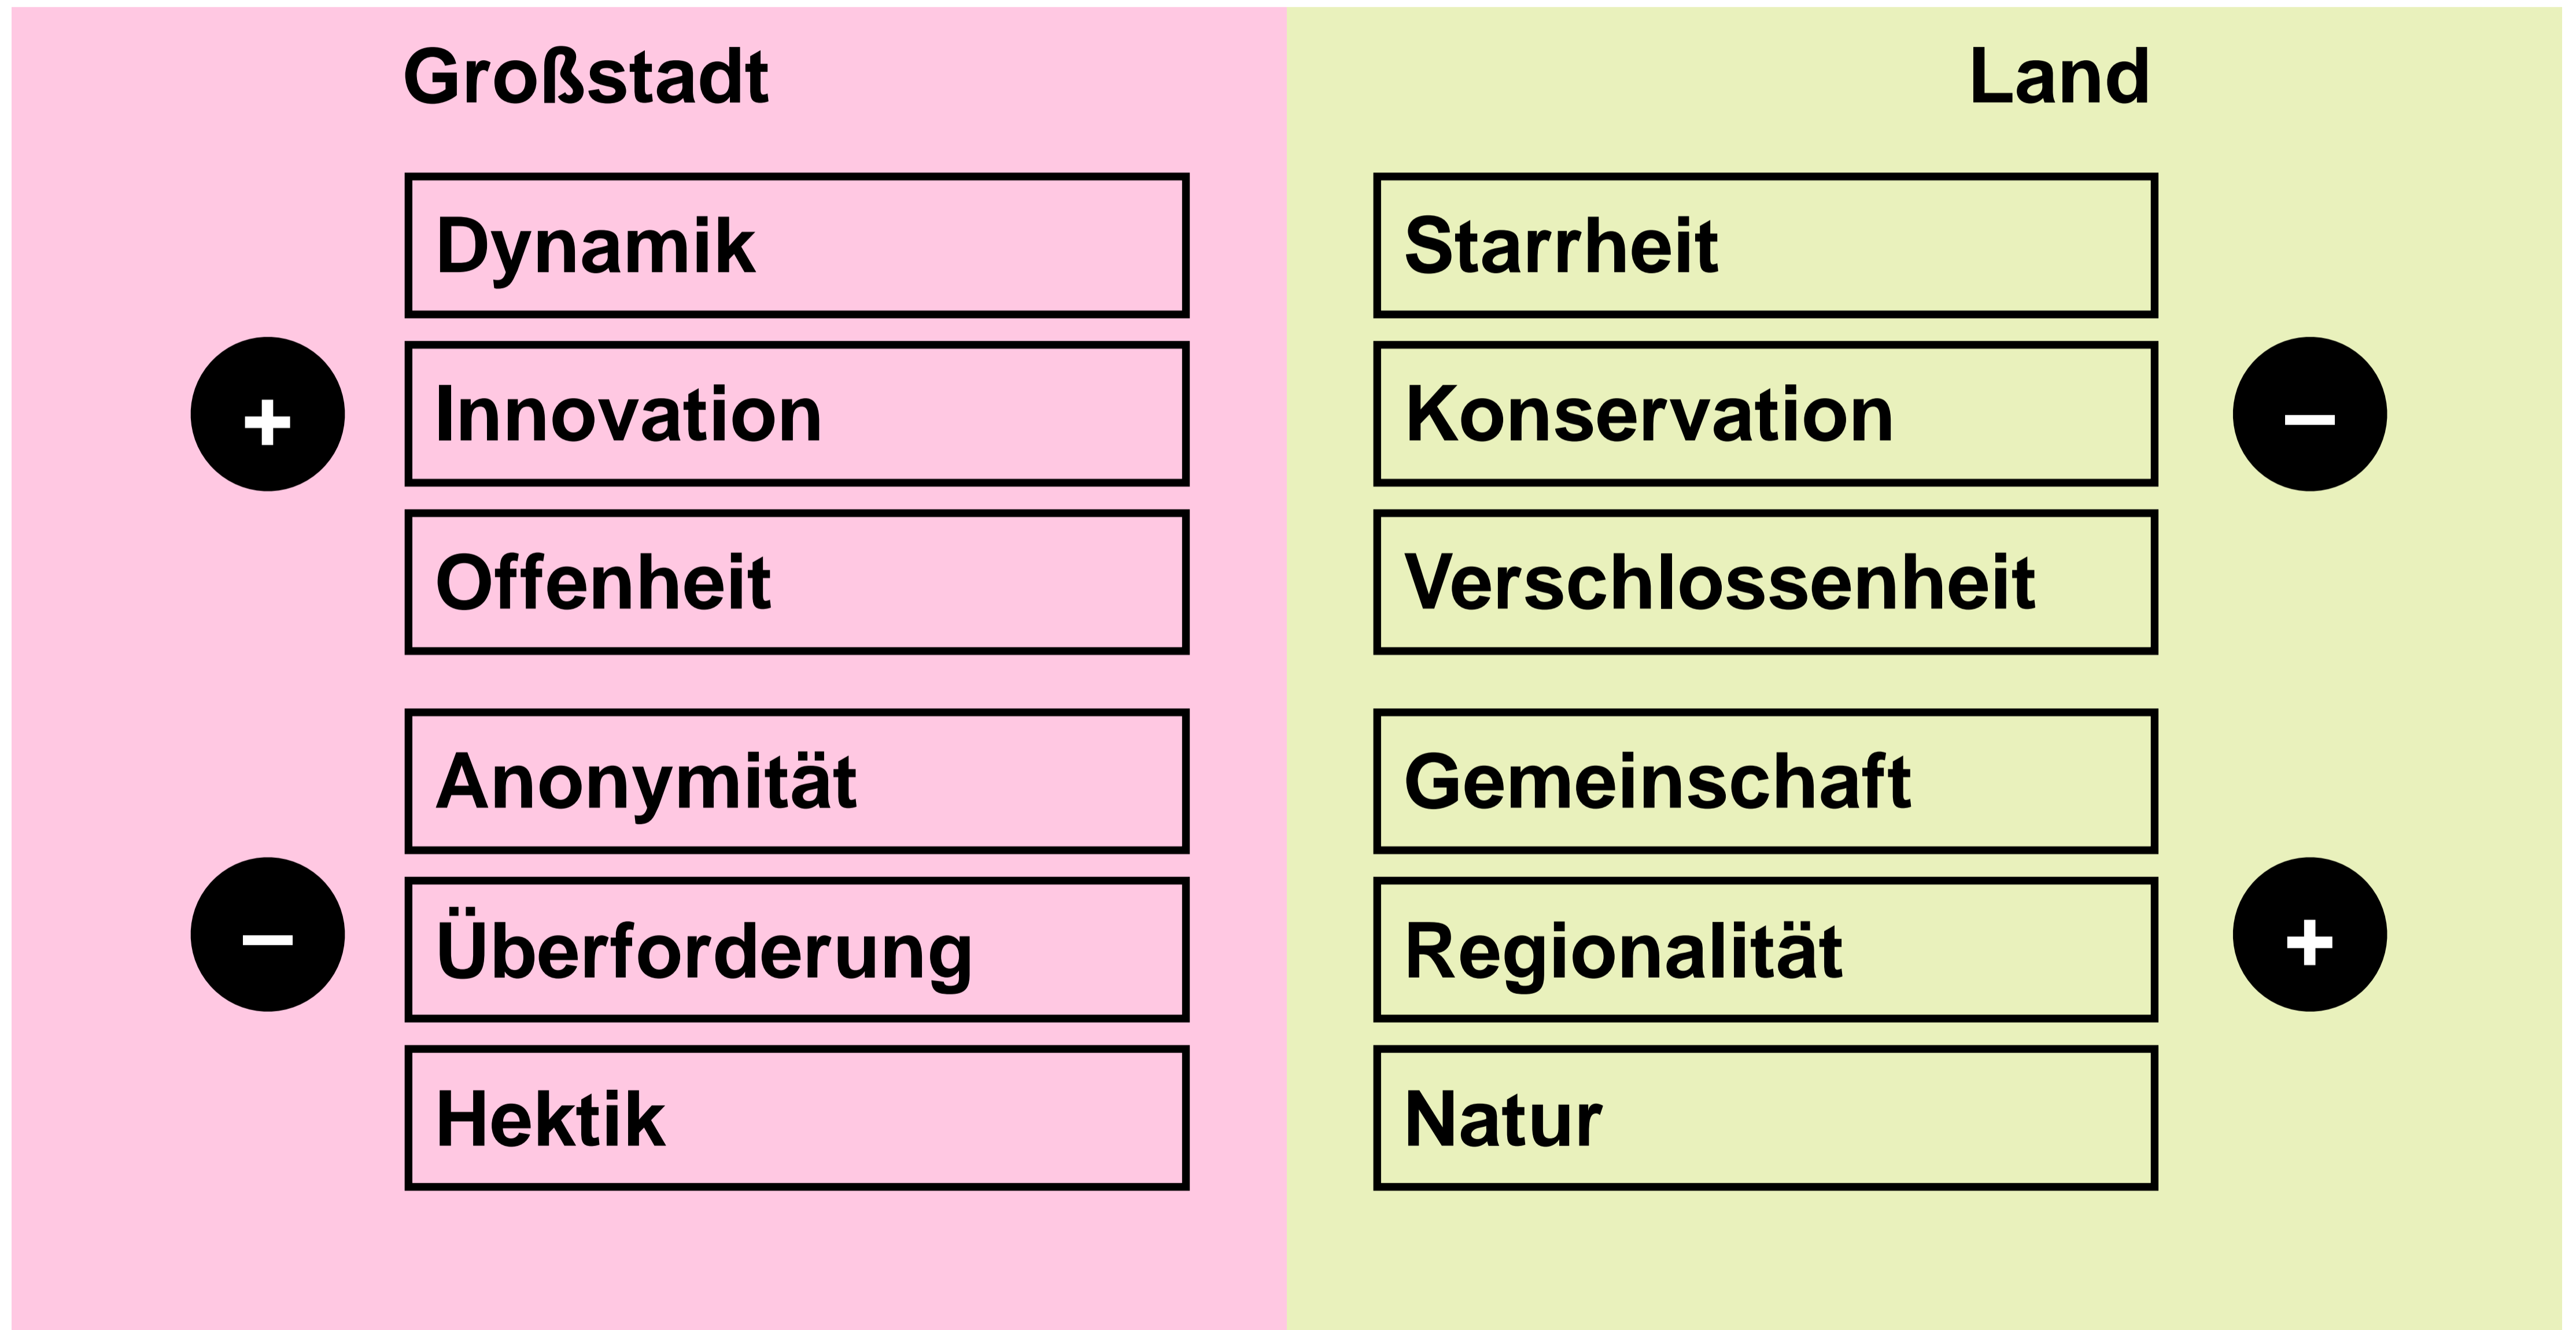 Großstadt
Land
Dynamik
Starrheit
+
Innovation
Konservation
–
Offenheit
Verschlossenheit
Anonymität
Gemeinschaft
–
Überforderung
Regionalität
+
Hektik
Natur